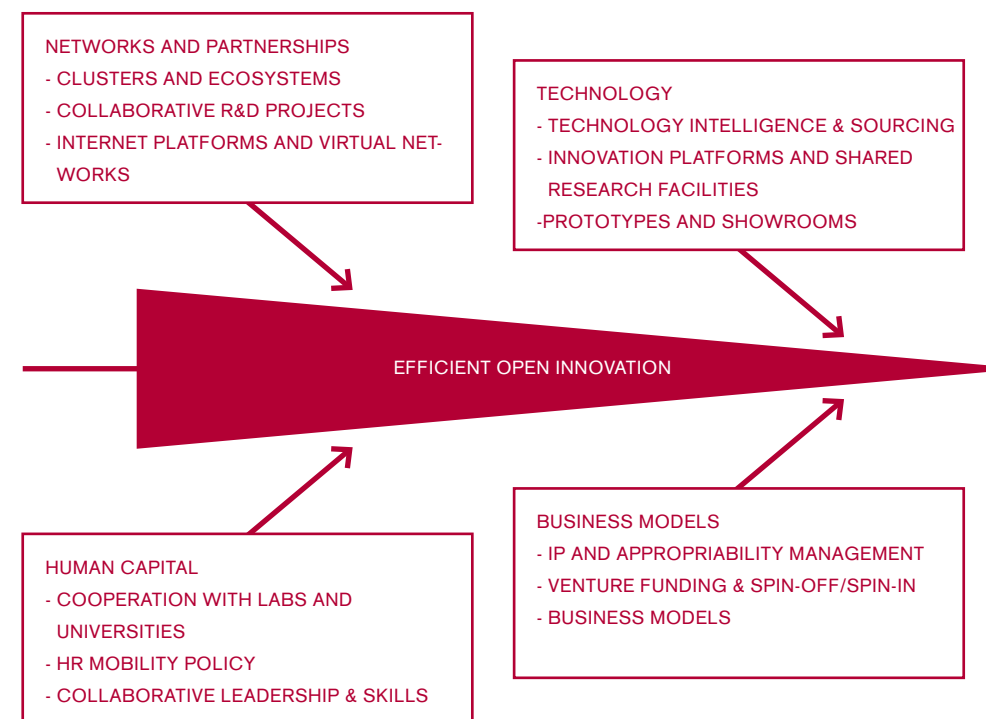 NETWORKS AND PARTNERSHIPS
- CLUSTERS AND ECOSYSTEMS
- COLLABORATIVE R&D PROJECTS
- INTERNET PLATFORMS AND VIRTUAL NET-
WORKS
TECHNOLOGY
- TECHNOLOGY INTELLIGENCE & SOURCING
- INNOVATION PLATFORMS AND SHARED
RESEARCH FACILITIES
-PROTOTYPES AND SHOWROOMS
EFFICIENT OPEN INNOVATION
HUMAN CAPITAL
- COOPERATION WITH LABS AND
UNIVERSITIES
- HR MOBILITY POLICY
- COLLABORATIVE LEADERSHIP & SKILLS
BUSINESS MODELS
- IP AND APPROPRIABILITY MANAGEMENT
- VENTURE FUNDING & SPIN-OFF/SPIN-IN
- BUSINESS MODELS